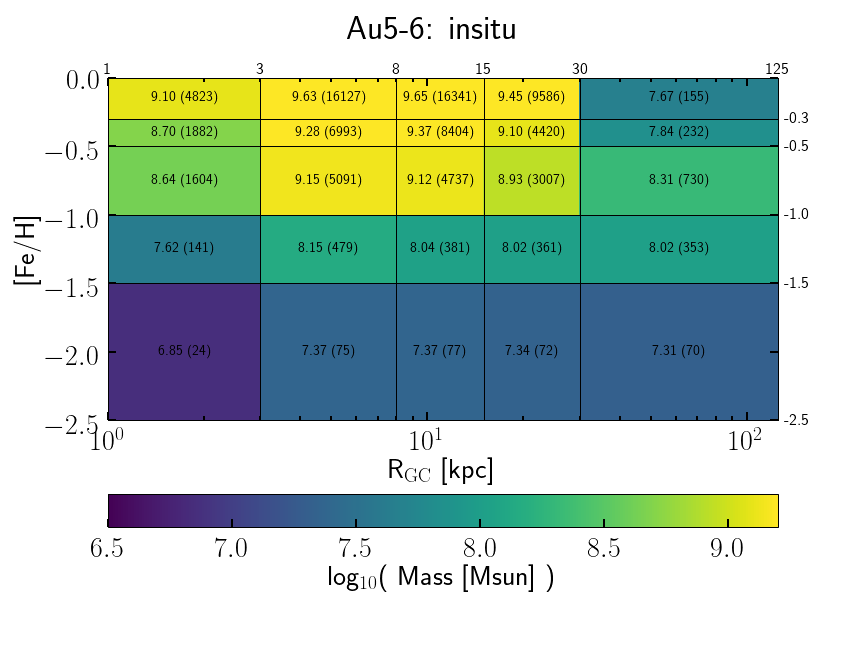 Au5-6: insitu
1 3 8 15 30 125
0.0
9.10 (4823) 9.63 (16127) 9.65 (16341) 9.45 (9586) 7.67 (155)
-0.3
8.70 (1882) 9.28 (6993) 9.37 (8404) 9.10 (4420) 7.84 (232)
−0.5 -0.5
8.64 (1604) 9.15 (5091) 9.12 (4737) 8.93 (3007) 8.31 (730)
−1.0 -1.0
7.62 (141) 8.15 (479) 8.04 (381) 8.02 (361) 8.02 (353)
[Fe/H]
−1.5 -1.5
6.85 (24) 7.37 (75) 7.37 (77) 7.34 (72) 7.31 (70)
−2.0
−2.5 -2.5
10⁰ 10¹ 10²
R_GC [kpc]
6.5 7.0 7.5 8.0 8.5 9.0
log₁₀( Mass [Msun] )